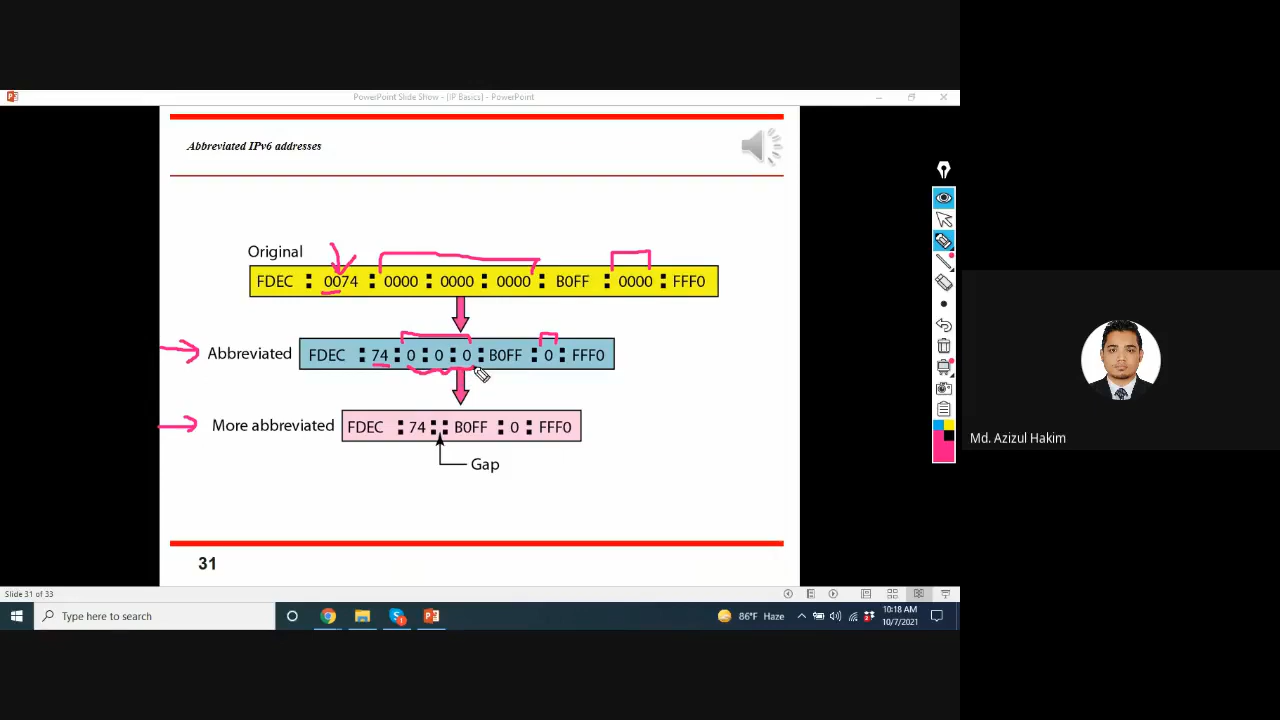 PowerPoint Slide Show - [IP Basics] - PowerPoint
Abbreviated IPv6 addresses
Original
FDEC : 0074 : 0000 : 0000 : 0000 : B0FF : 0000 : FFF0
Abbreviated
FDEC : 74 : 0 : 0 : 0 : B0FF : 0 : FFF0
More abbreviated
FDEC : 74 : : B0FF : 0 : FFF0
Gap
31
Md. Azizul Hakim
Slide 31 of 33
Type here to search
86°F Haze
10:18 AM
10/7/2021